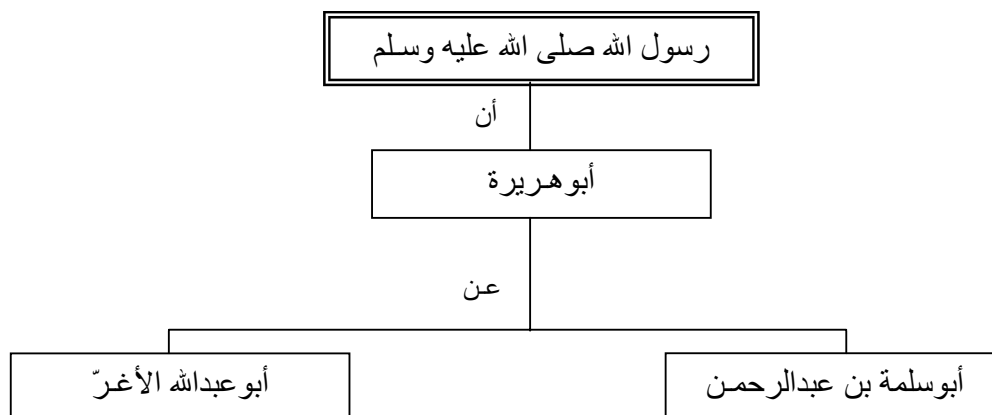 رسول الله صلى الله عليه وسلم
أن
أبوهريرة
عن
أبوسلمة بن عبدالرحمن
أبوعبدالله الأغرّ